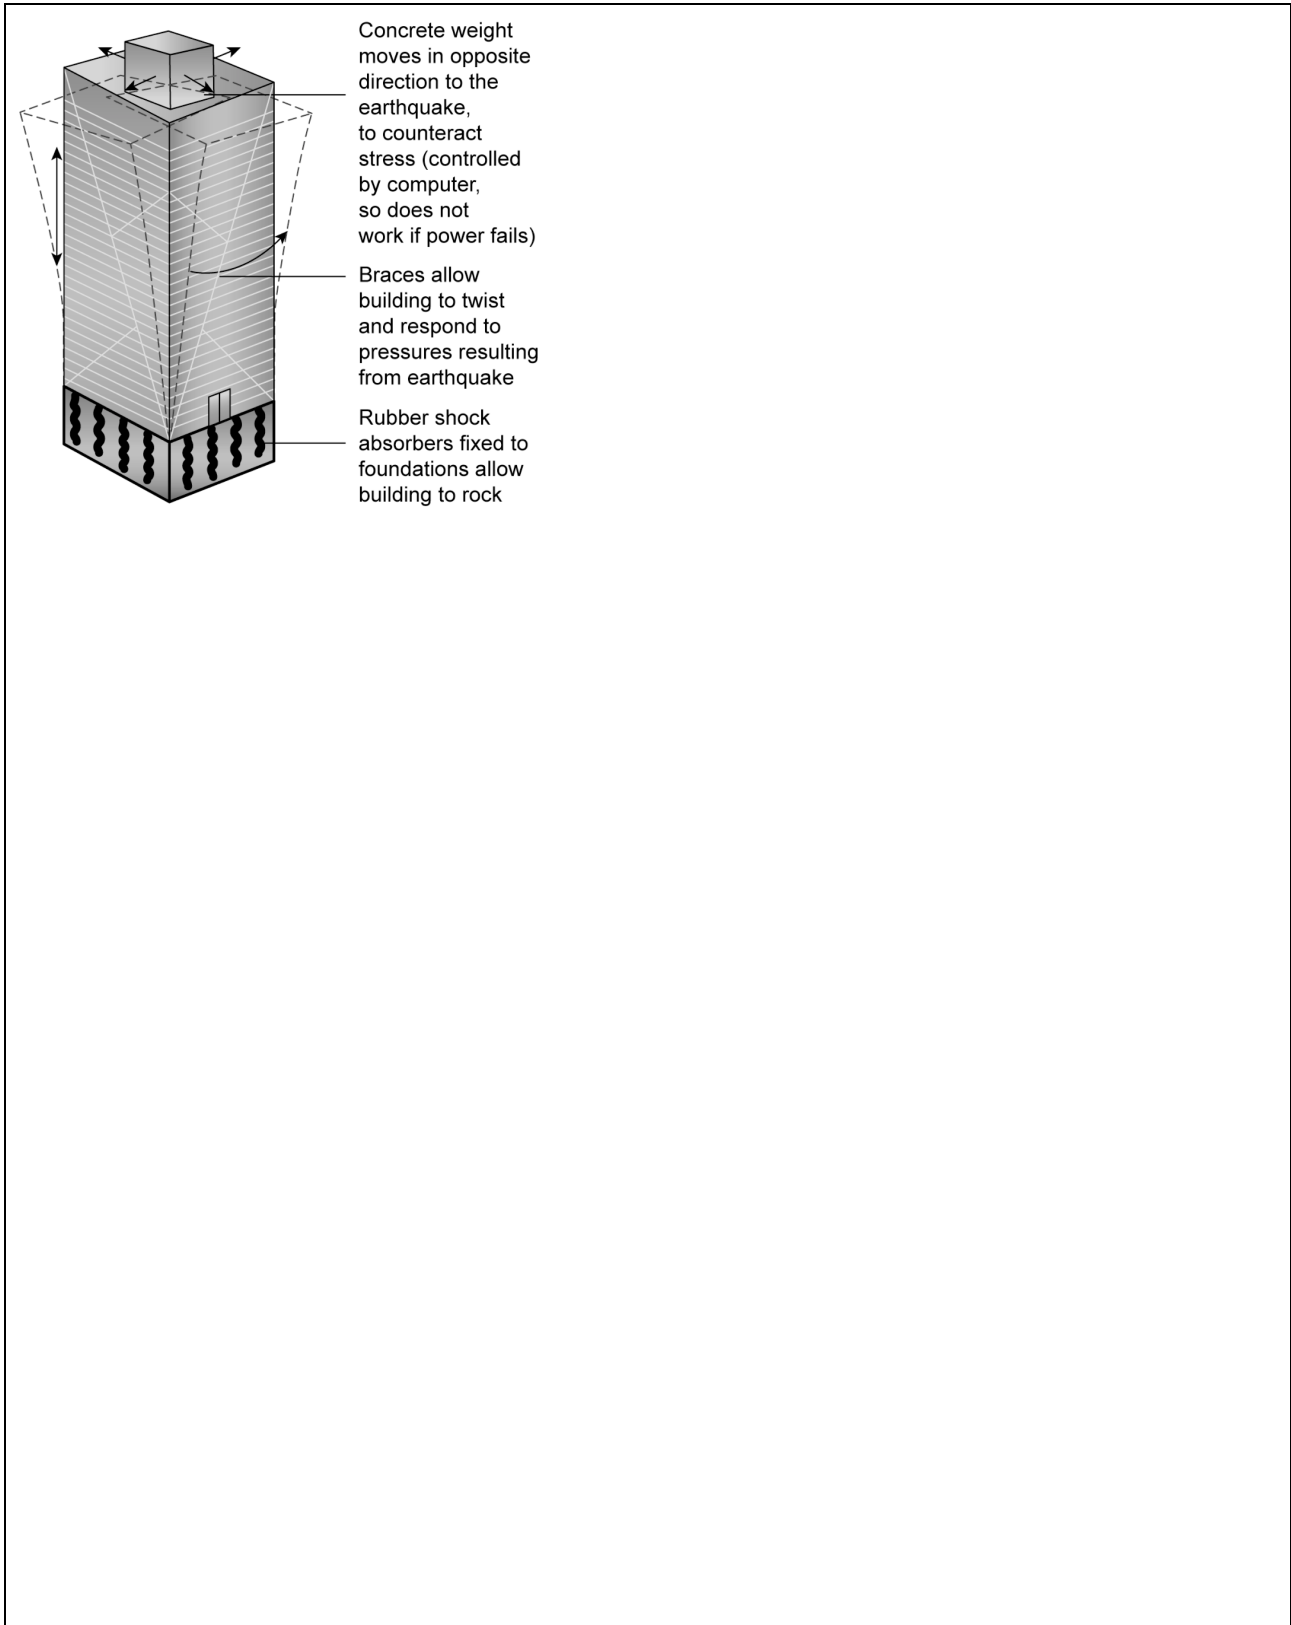 Concrete weight
moves in opposite
direction to the
earthquake,
to counteract
stress (controlled
by computer,
so does not
work if power fails)
Braces allow
building to twist
and respond to
pressures resulting
from earthquake
Rubber shock
absorbers fixed to
foundations allow
building to rock